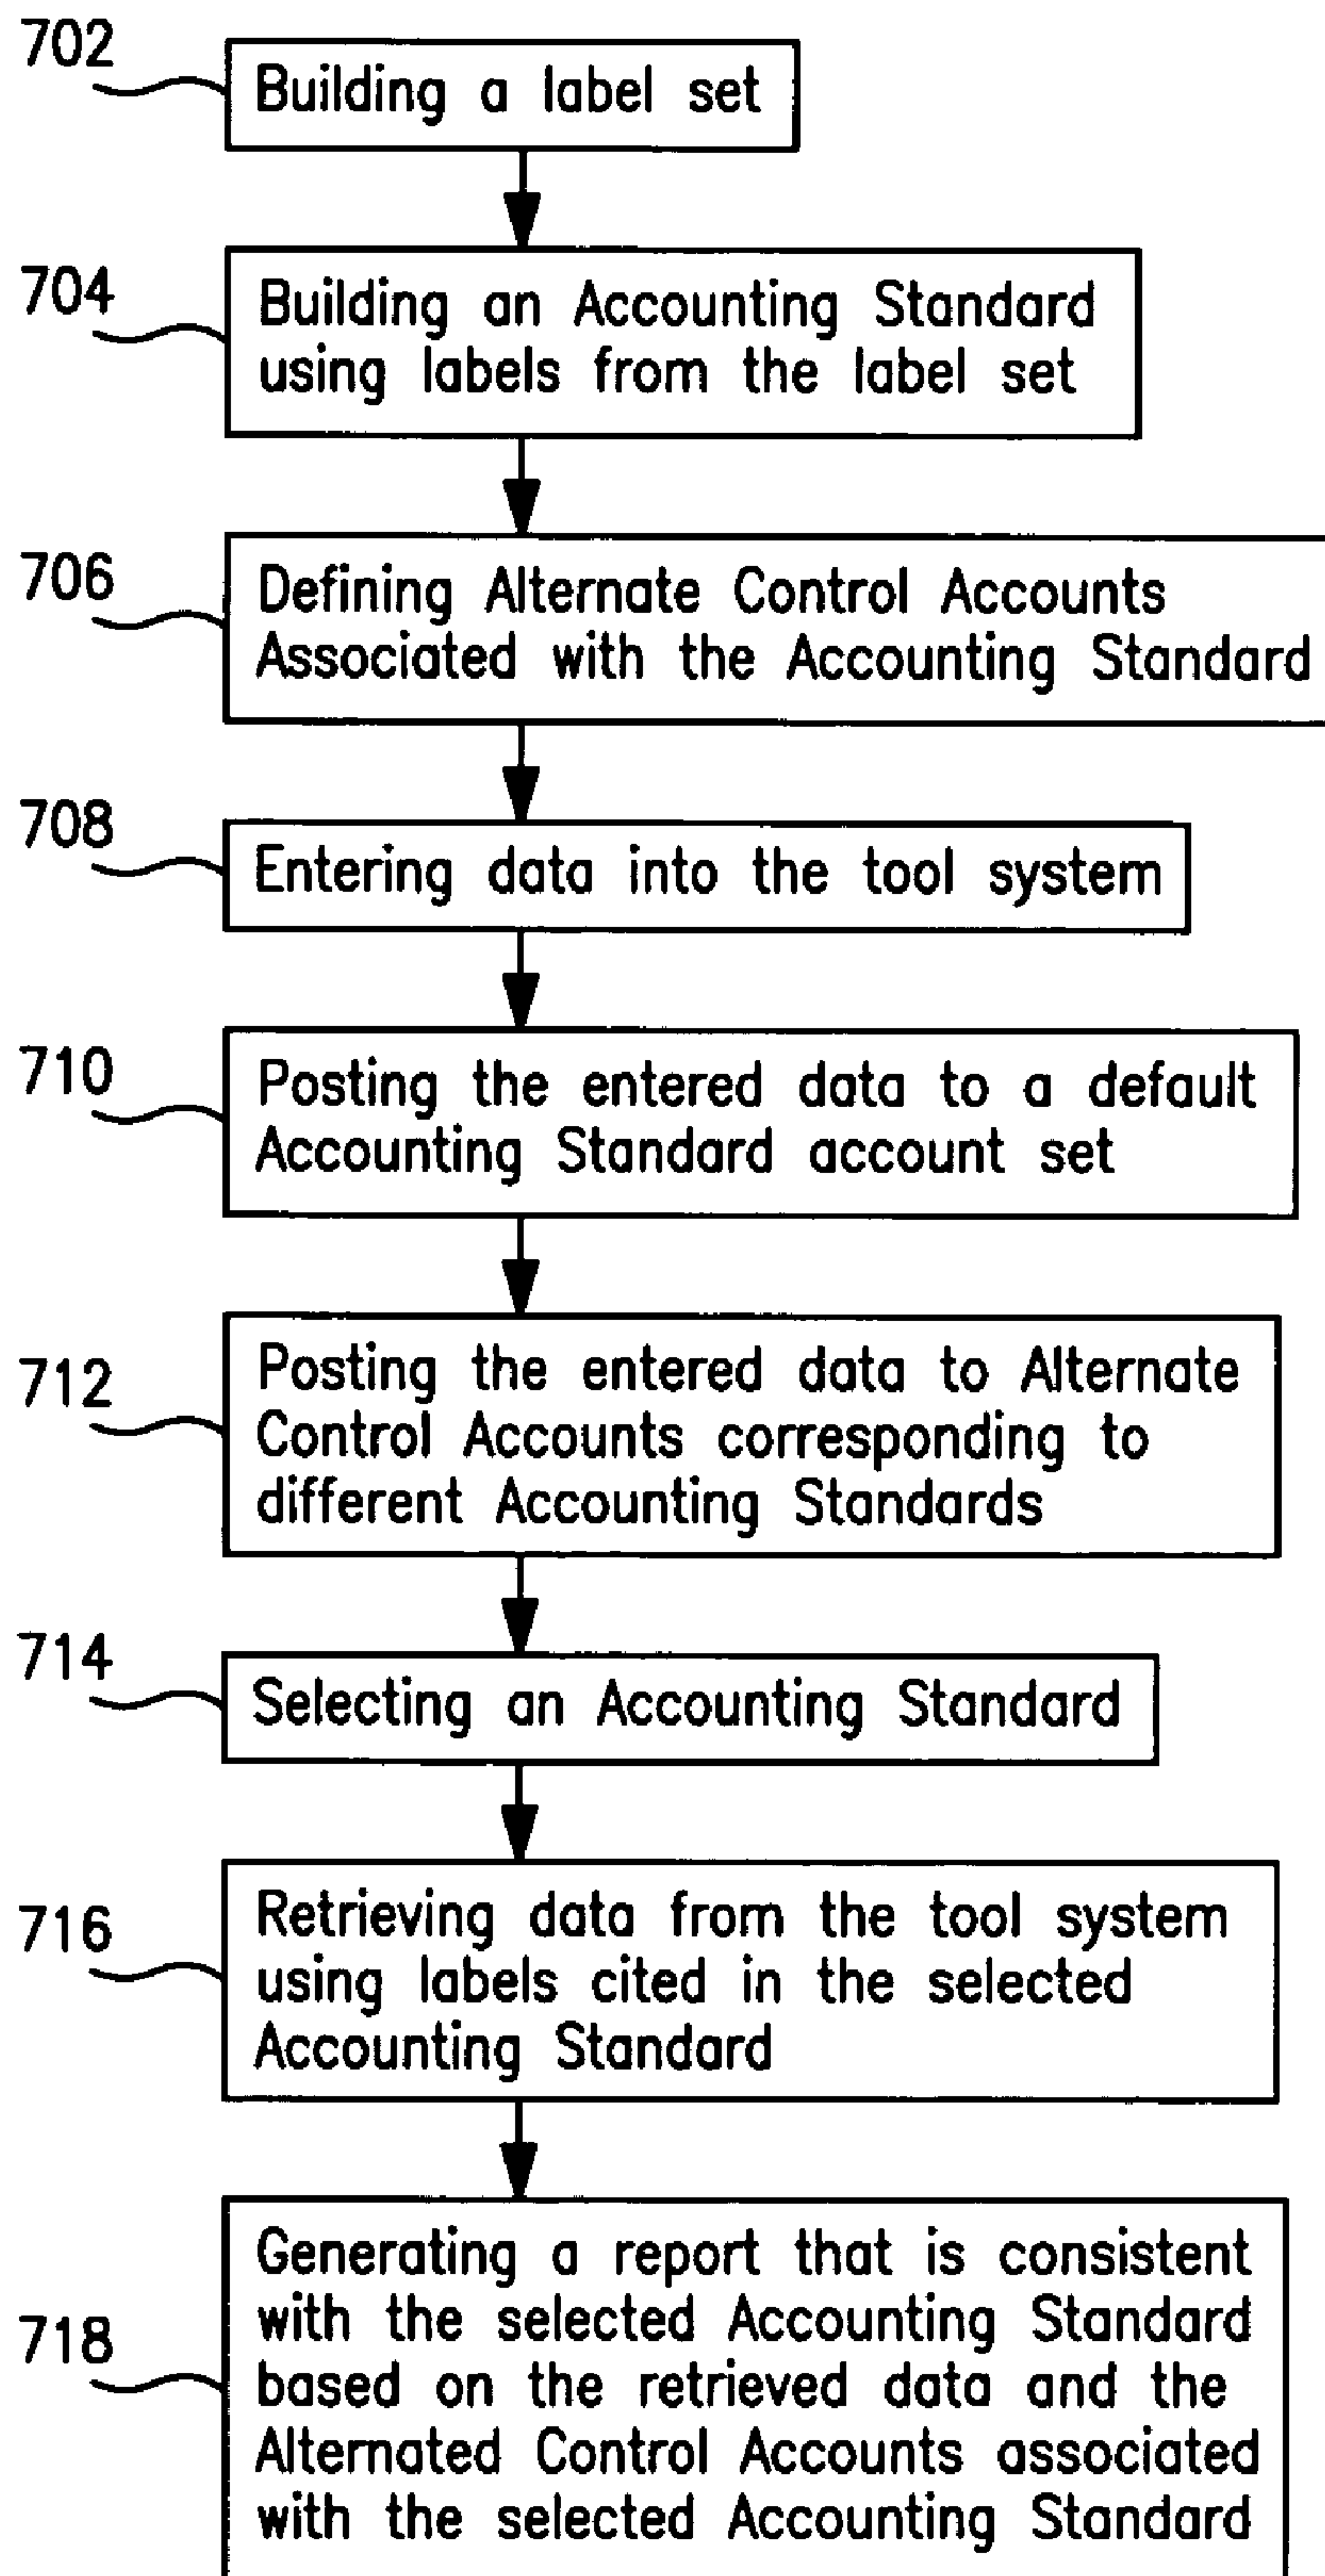 702
Building a label set
704
Building an Accounting Standard
using labels from the label set
706
Defining Alternate Control Accounts
Associated with the Accounting Standard
708
Entering data into the tool system
710
Posting the entered data to a default
Accounting Standard account set
712
Posting the entered data to Alternate
Control Accounts corresponding to
different Accounting Standards
714
Selecting an Accounting Standard
716
Retrieving data from the tool system
using labels cited in the selected
Accounting Standard
718
Generating a report that is consistent
with the selected Accounting Standard
based on the retrieved data and the
Alternated Control Accounts associated
with the selected Accounting Standard